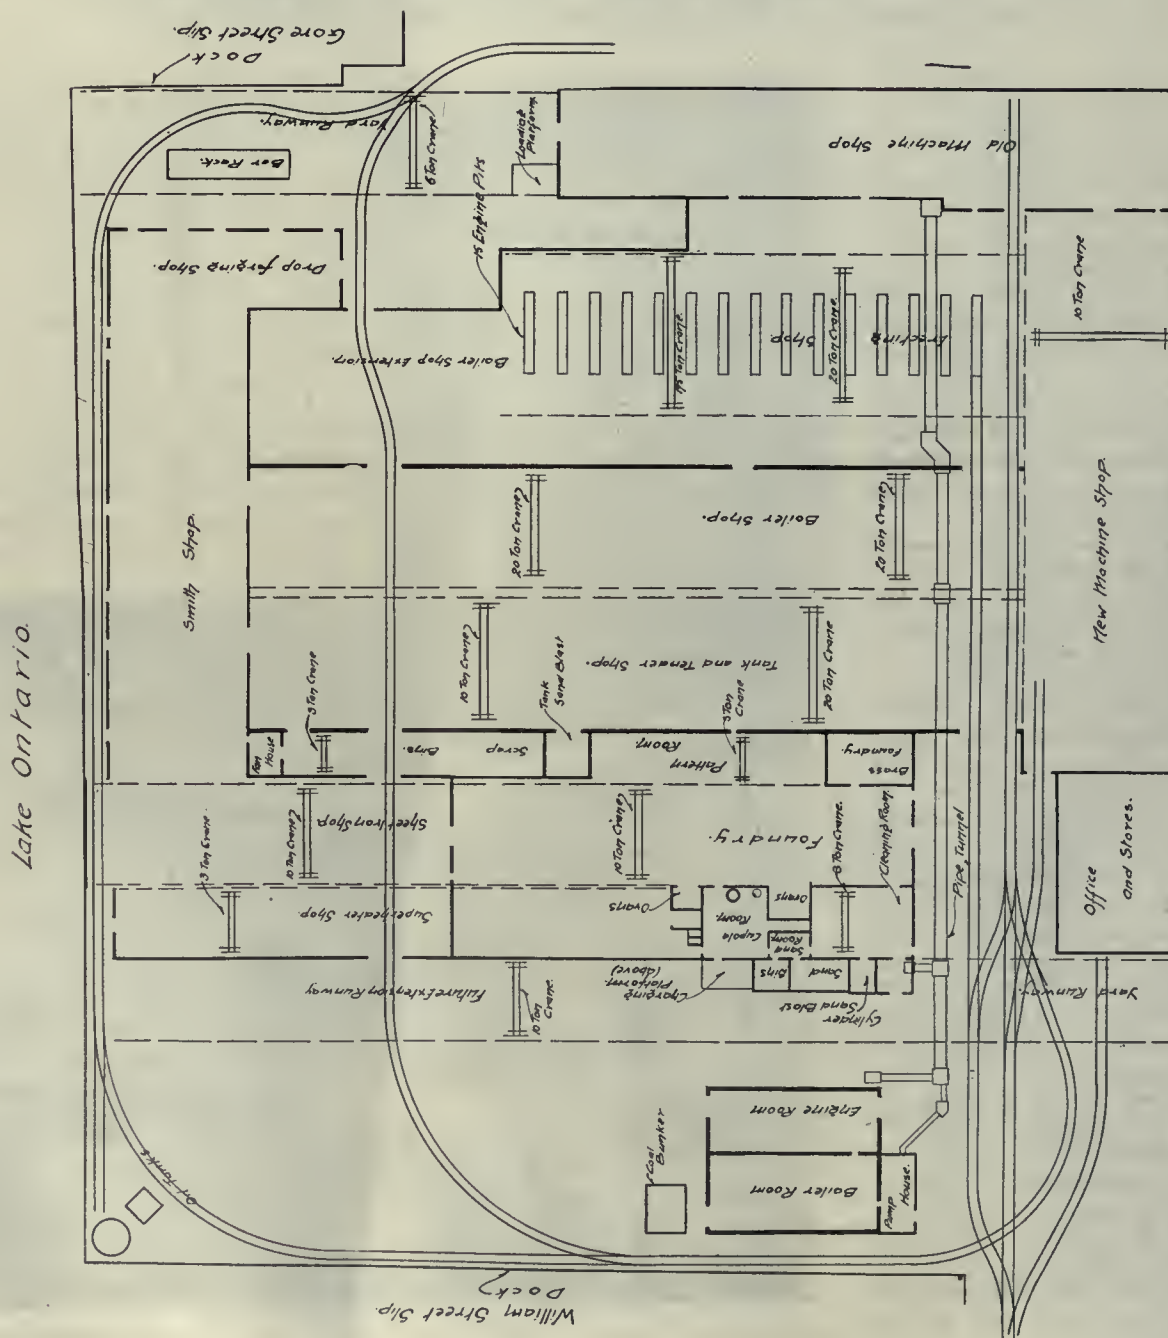 Gore Street Slip.
Dock
Yard Runway.
Bar Rack.
6 Ton Crane
Loading
Platform.
15 Engine Pits
Old Machine Shop
Drop forging Shop.
Boiler Shop Extension.
Ton Crane.
20 Ton Crane.
Erecting
Shop
10 Ton Crane
Smith Shop.
20 Ton Crane
Boiler Shop.
20 Ton Crane
New Machine Shop.
10 Ton Crane
Tank
Sand Blast
Tank and Tender Shop.
20 Ton Crane
Lake Ontario.
Fan
House
3 Ton Crane
Scrap
Bins.
Pattern
Room
Ton
Crane
Brass
Foundry.
Sheet Iron Shop
10 Ton Crane
10 Ton Crane
Foundry.
3 Ton Crane.
Cleaning Room.
Pipe Tunnel
Office
and Stores.
3 Ton Crane
Superheater Shop.
Ovens
Cupola
Room.
Ovens
Sand
Room.
Future Extension Runway
10 Ton
Crane.
Charging
Platform.
(above)
Bins
Sand
Cylinder
Sand Blast
Yard Runway.
Engine Room
Boiler Room
Pump
House.
Coal
Bunker
Oil Tanks
Dock
William Street Slip.